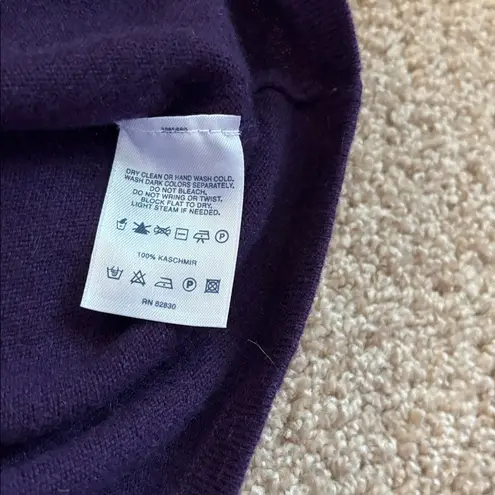 DRY CLEAN OR HAND WASH COLD.
WASH DARK COLORS SEPARATELY.
DO NOT BLEACH.
DO NOT WRING OR TWIST.
BLOCK FLAT TO DRY.
LIGHT STEAM IF NEEDED.
P
100% KASCHMIR
P
RN 82830